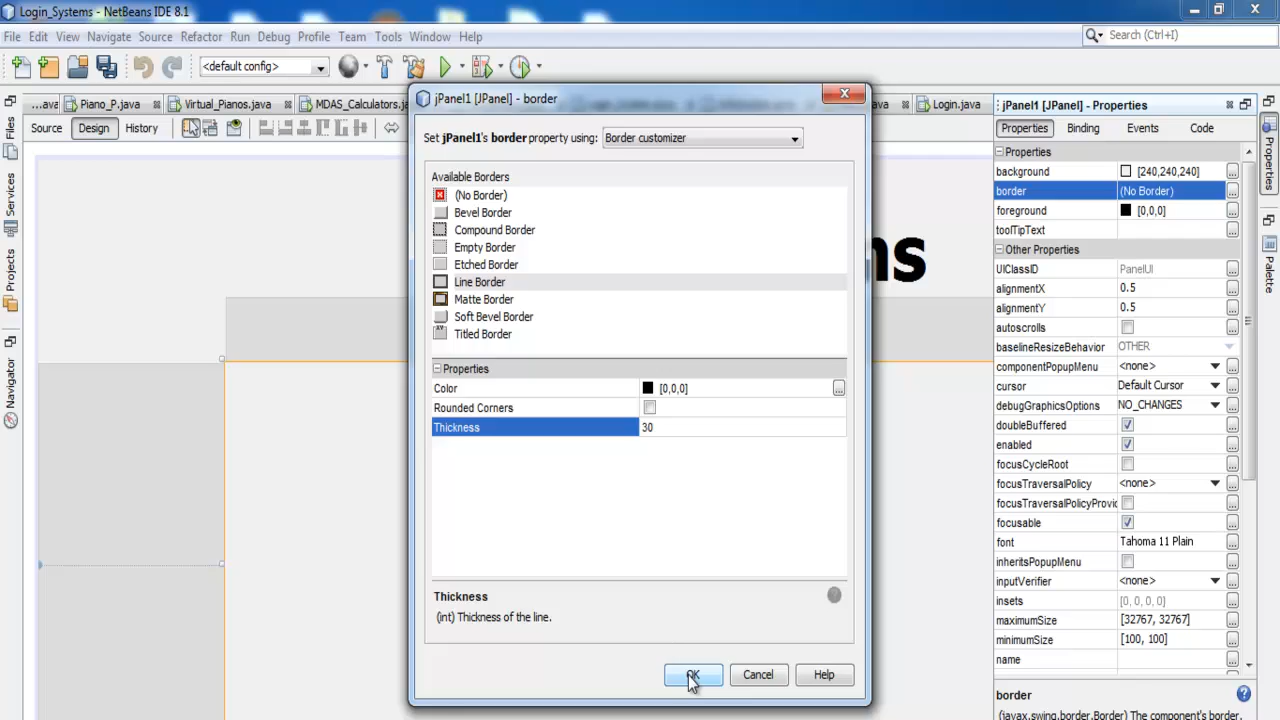 Login_Systems - NetBeans IDE 8.1
File Edit View Navigate Source Refactor Run Debug Profile Team Tools Window Help
Search (Ctrl+I)
<default config>
...ava Piano_P.java Virtual_Pianos.java MDAS_Calculators.ja ava Login.java
Source Design History
Files
Services
Projects
Navigator
ns
jPanel1 [JPanel] - border
Set jPanel1's border property using: Border customizer
Available Borders
(No Border)
Bevel Border
Compound Border
Empty Border
Etched Border
Line Border
Matte Border
Soft Bevel Border
Titled Border
Properties
Color [0,0,0]
Rounded Corners
Thickness 30
Thickness
(int) Thickness of the line.
OK Cancel Help
jPanel1 [JPanel] - Properties
Properties Binding Events Code
Properties
background [240,240,240]
border (No Border)
foreground [0,0,0]
toolTipText
Other Properties
UIClassID PanelUI
alignmentX 0.5
alignmentY 0.5
autoscrolls
baselineResizeBehavior OTHER
componentPopupMenu <none>
cursor Default Cursor
debugGraphicsOptions NO_CHANGES
doubleBuffered
enabled
focusCycleRoot
focusTraversalPolicy <none>
focusTraversalPolicyProvic
focusable
font Tahoma 11 Plain
inheritsPopupMenu
inputVerifier <none>
insets [0, 0, 0, 0]
maximumSize [32767, 32767]
minimumSize [100, 100]
name
border
(javax.swing.border.Border) The component's border.
Properties
Palette